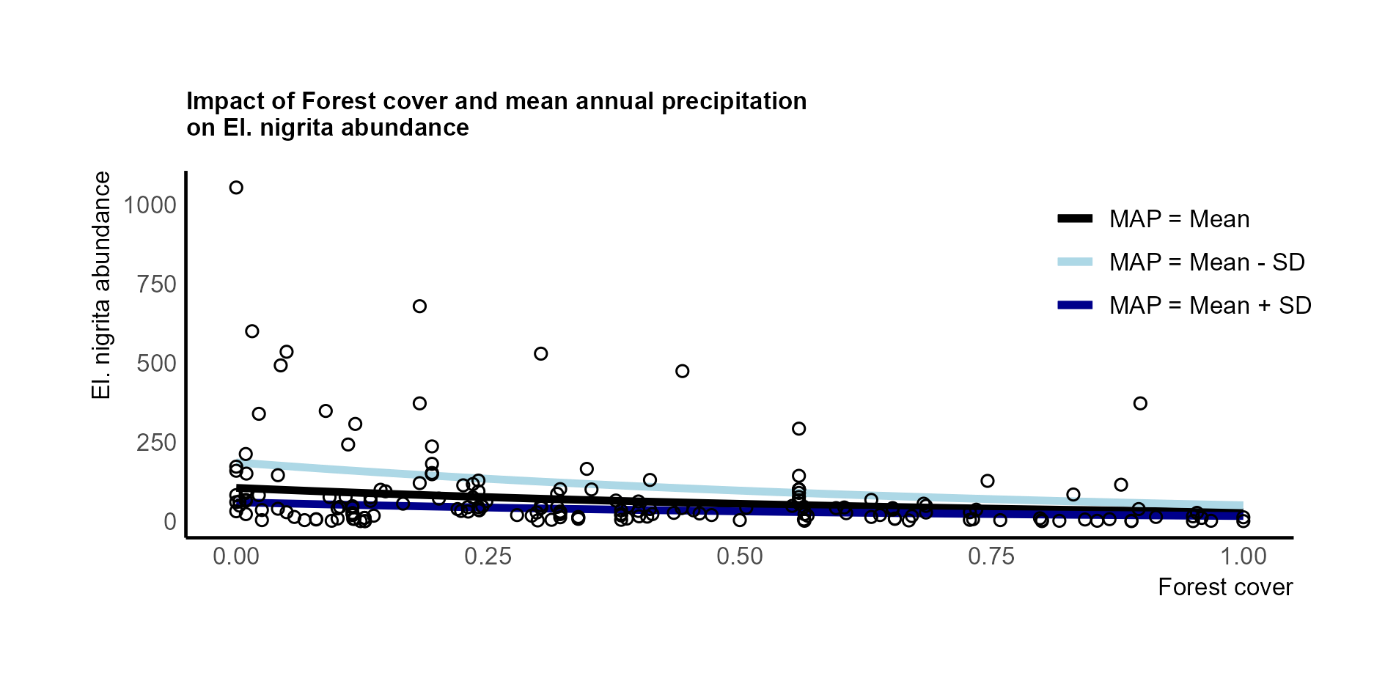 Impact of Forest cover and mean annual precipitation
on El. nigrita abundance
El. nigrita abundance
1000
750
500
250
0
MAP = Mean
MAP = Mean - SD
MAP = Mean + SD
0.00 0.25 0.50 0.75 1.00
Forest cover